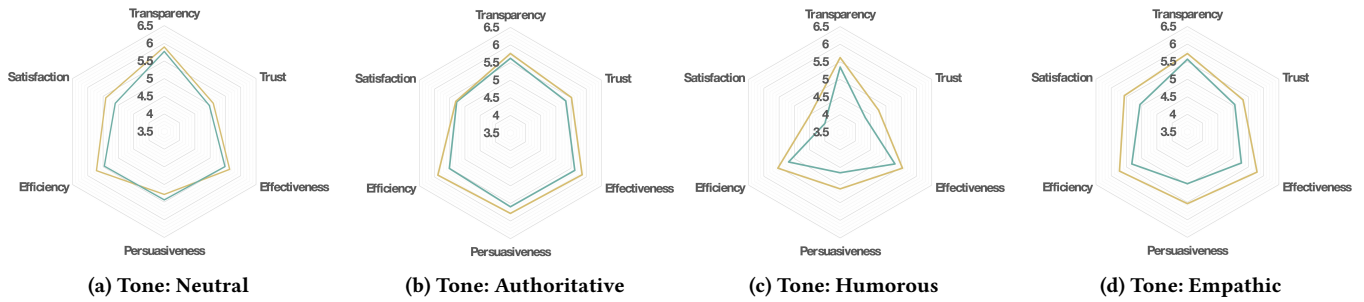 Transparency
6.5
6
5.5
5
4.5
4
3.5
Satisfaction
Trust
Efficiency
Effectiveness
Persuasiveness
(a) Tone: Neutral
Transparency
6.5
6
5.5
5
4.5
4
3.5
Satisfaction
Trust
Efficiency
Effectiveness
Persuasiveness
(b) Tone: Authoritative
Transparency
6.5
6
5.5
5
4.5
4
3.5
Satisfaction
Trust
Efficiency
Effectiveness
Persuasiveness
(c) Tone: Humorous
Transparency
6.5
6
5.5
5
4.5
4
3.5
Satisfaction
Trust
Efficiency
Effectiveness
Persuasiveness
(d) Tone: Empathic